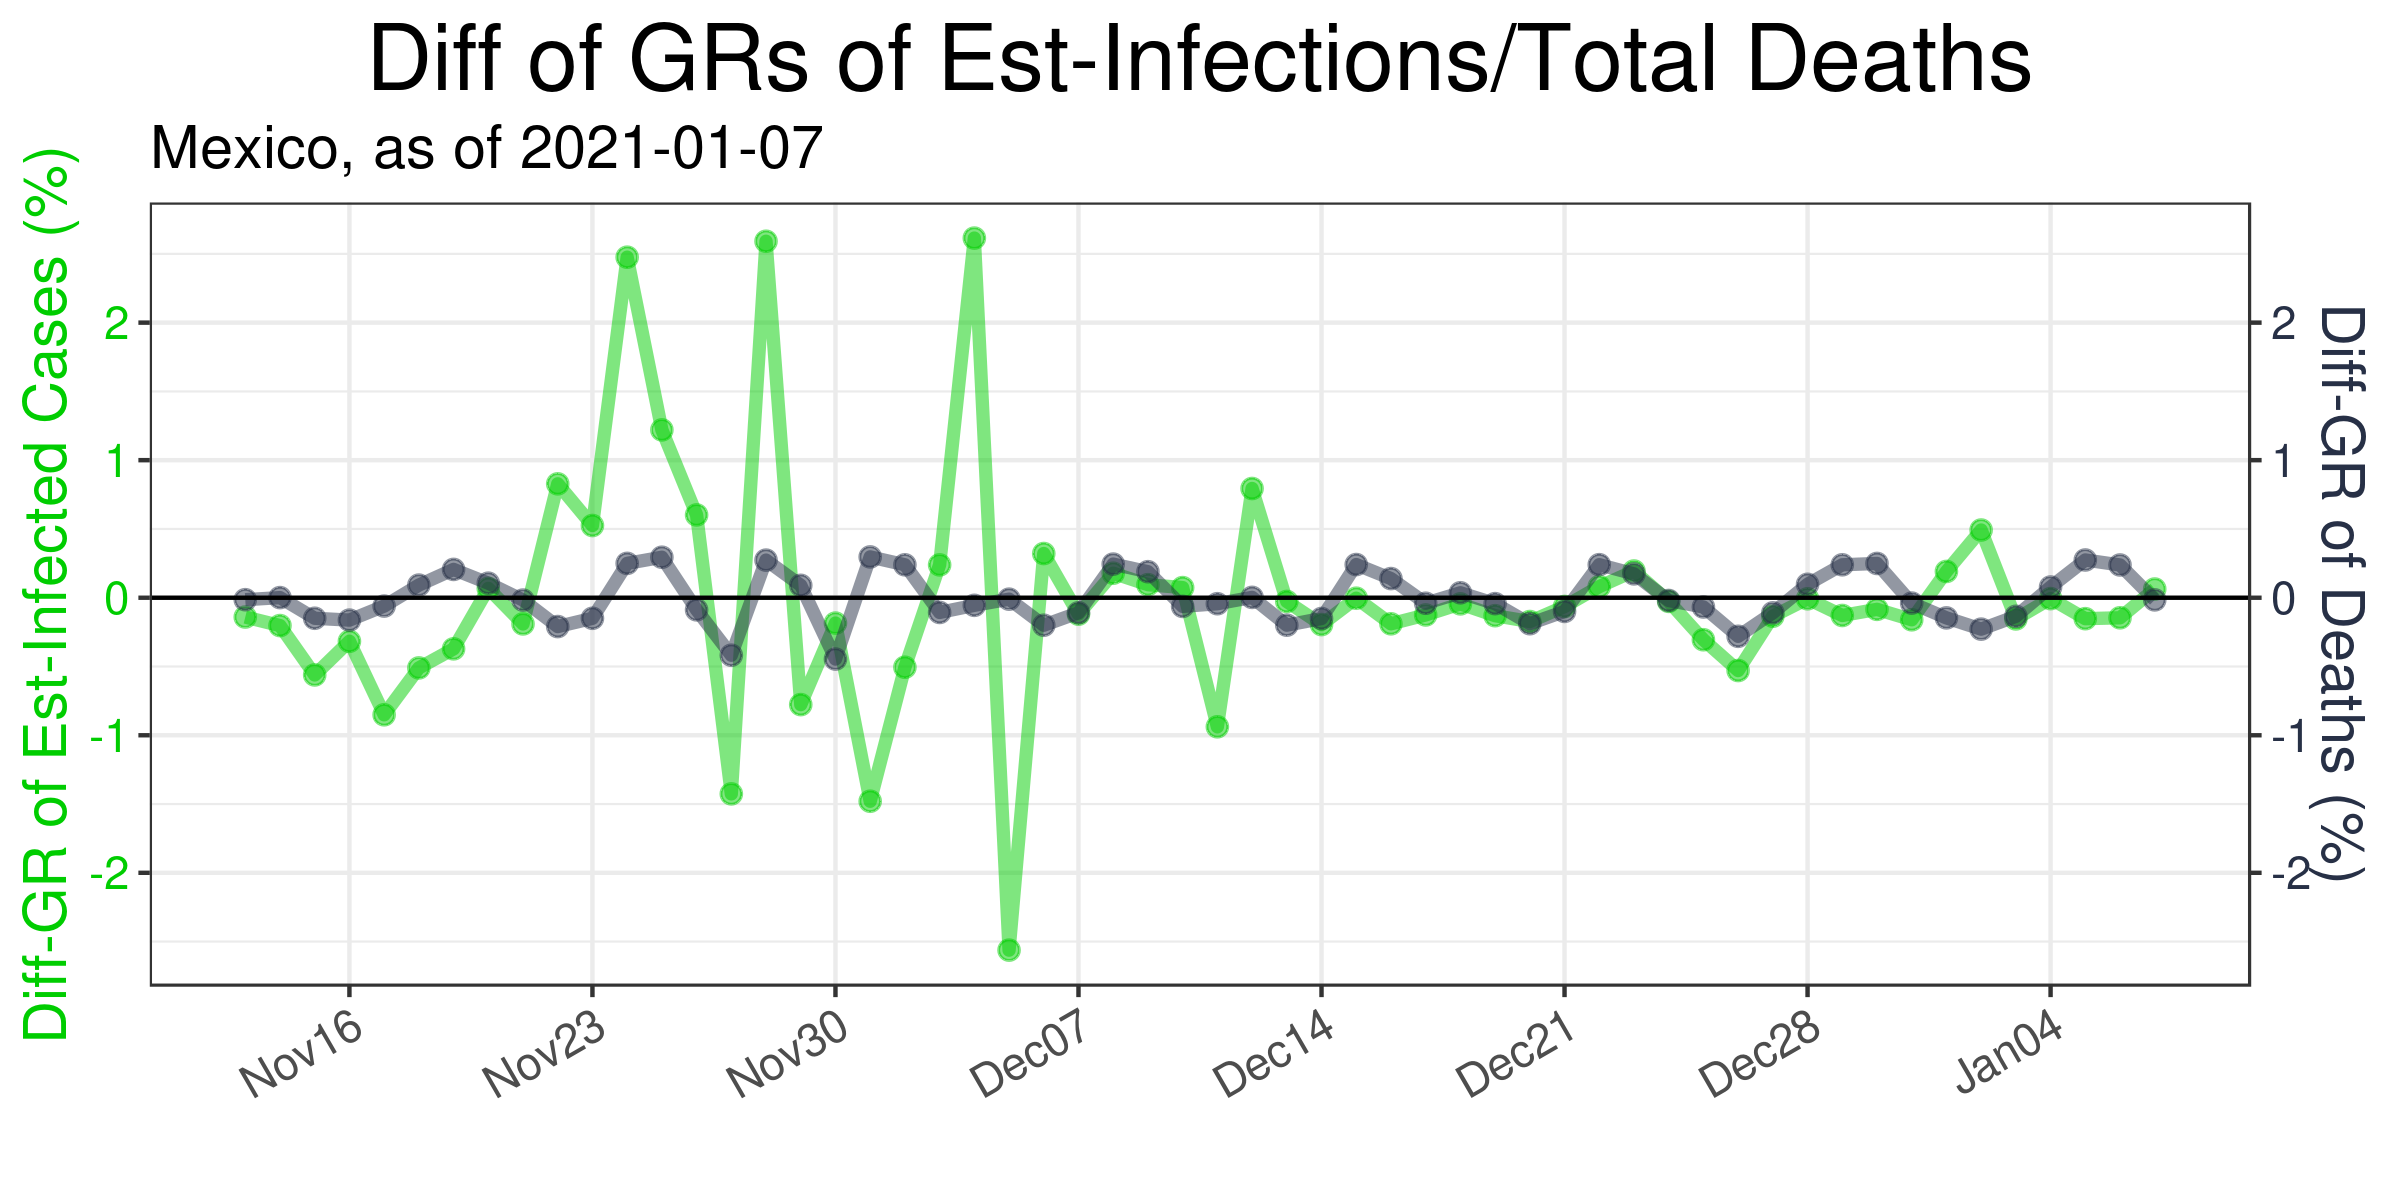 Diff of GRs of Est-Infections/Total Deaths
Mexico, as of 2021-01-07
Diff-GR of Est-Infected Cases (%)
2
1
0
-1
-2
2
1
0
-1
-2
Diff-GR of Deaths (%)
Nov16
Nov23
Nov30
Dec07
Dec14
Dec21
Dec28
Jan04